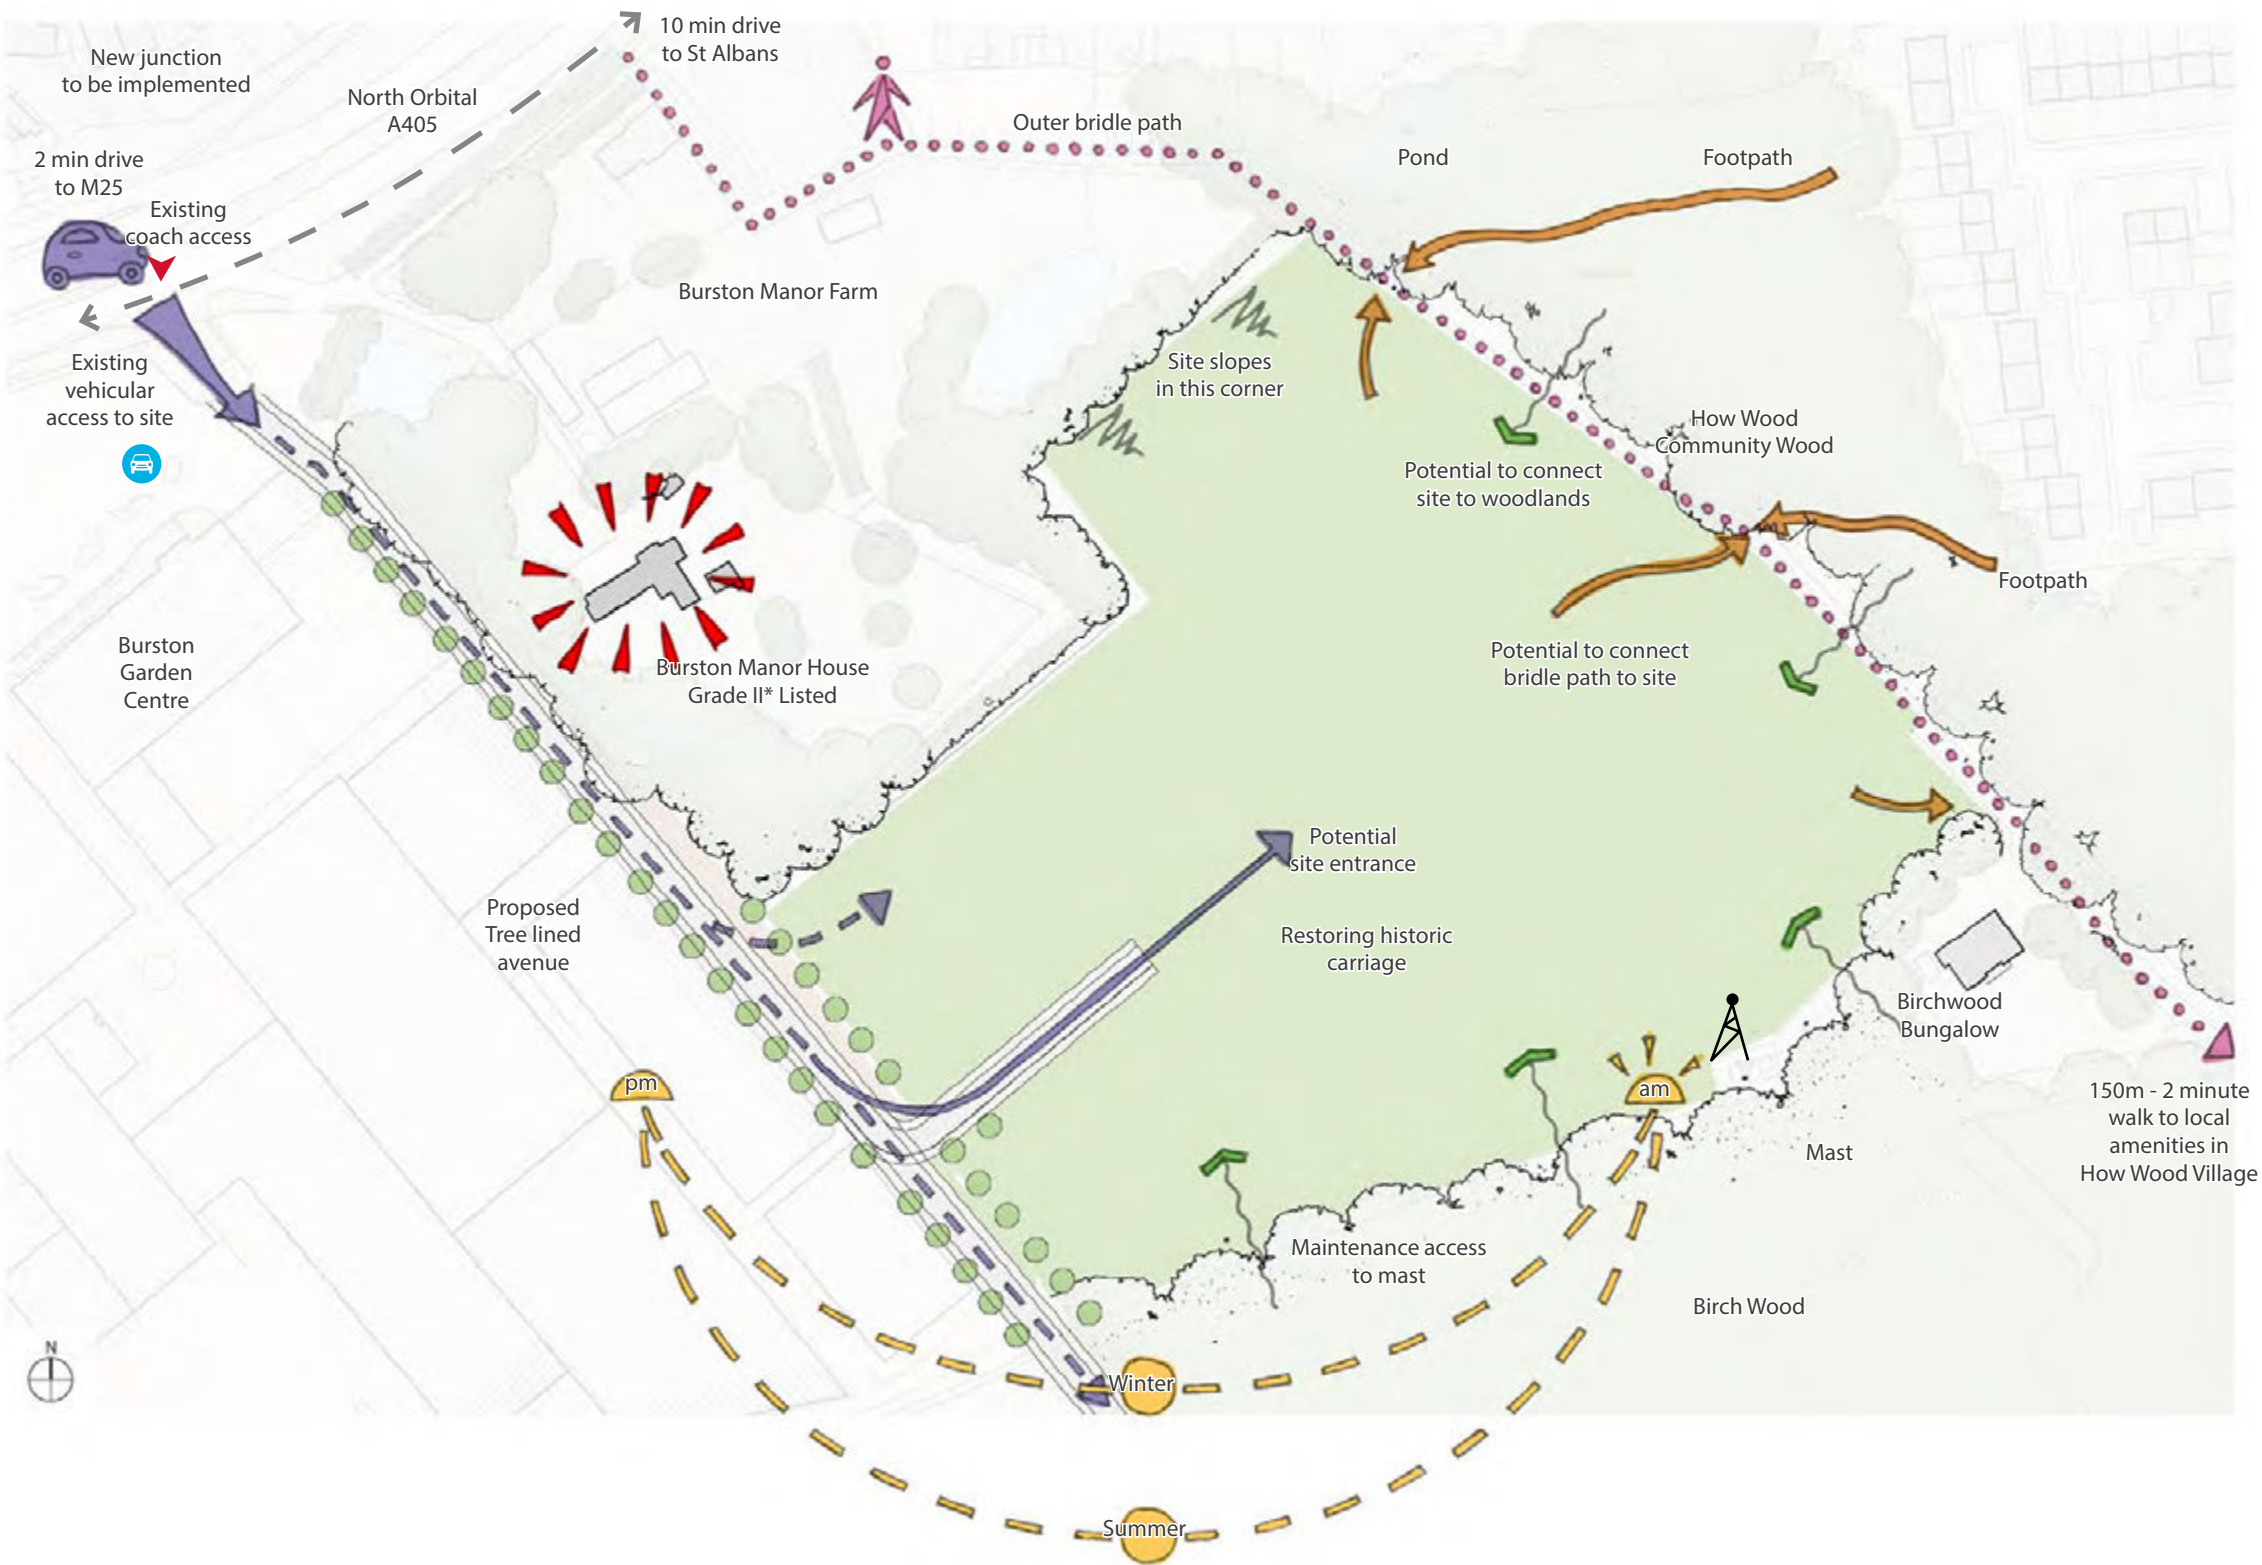 10 min drive
to St Albans
New junction
to be implemented
North Orbital
A405
Outer bridle path
Pond
Footpath
2 min drive
to M25
Existing
coach access
Burston Manor Farm
Existing
vehicular
access to site
Site slopes
in this corner
How Wood
Community Wood
Potential to connect
site to woodlands
Footpath
Burston
Garden
Centre
Burston Manor House
Grade II* Listed
Potential to connect
bridle path to site
Potential
site entrance
Proposed
Tree lined
avenue
Restoring historic
carriage
Birchwood
Bungalow
pm
am
150m - 2 minute
walk to local
amenities in
How Wood Village
Mast
Maintenance access
to mast
Birch Wood
N
Winter
Summer